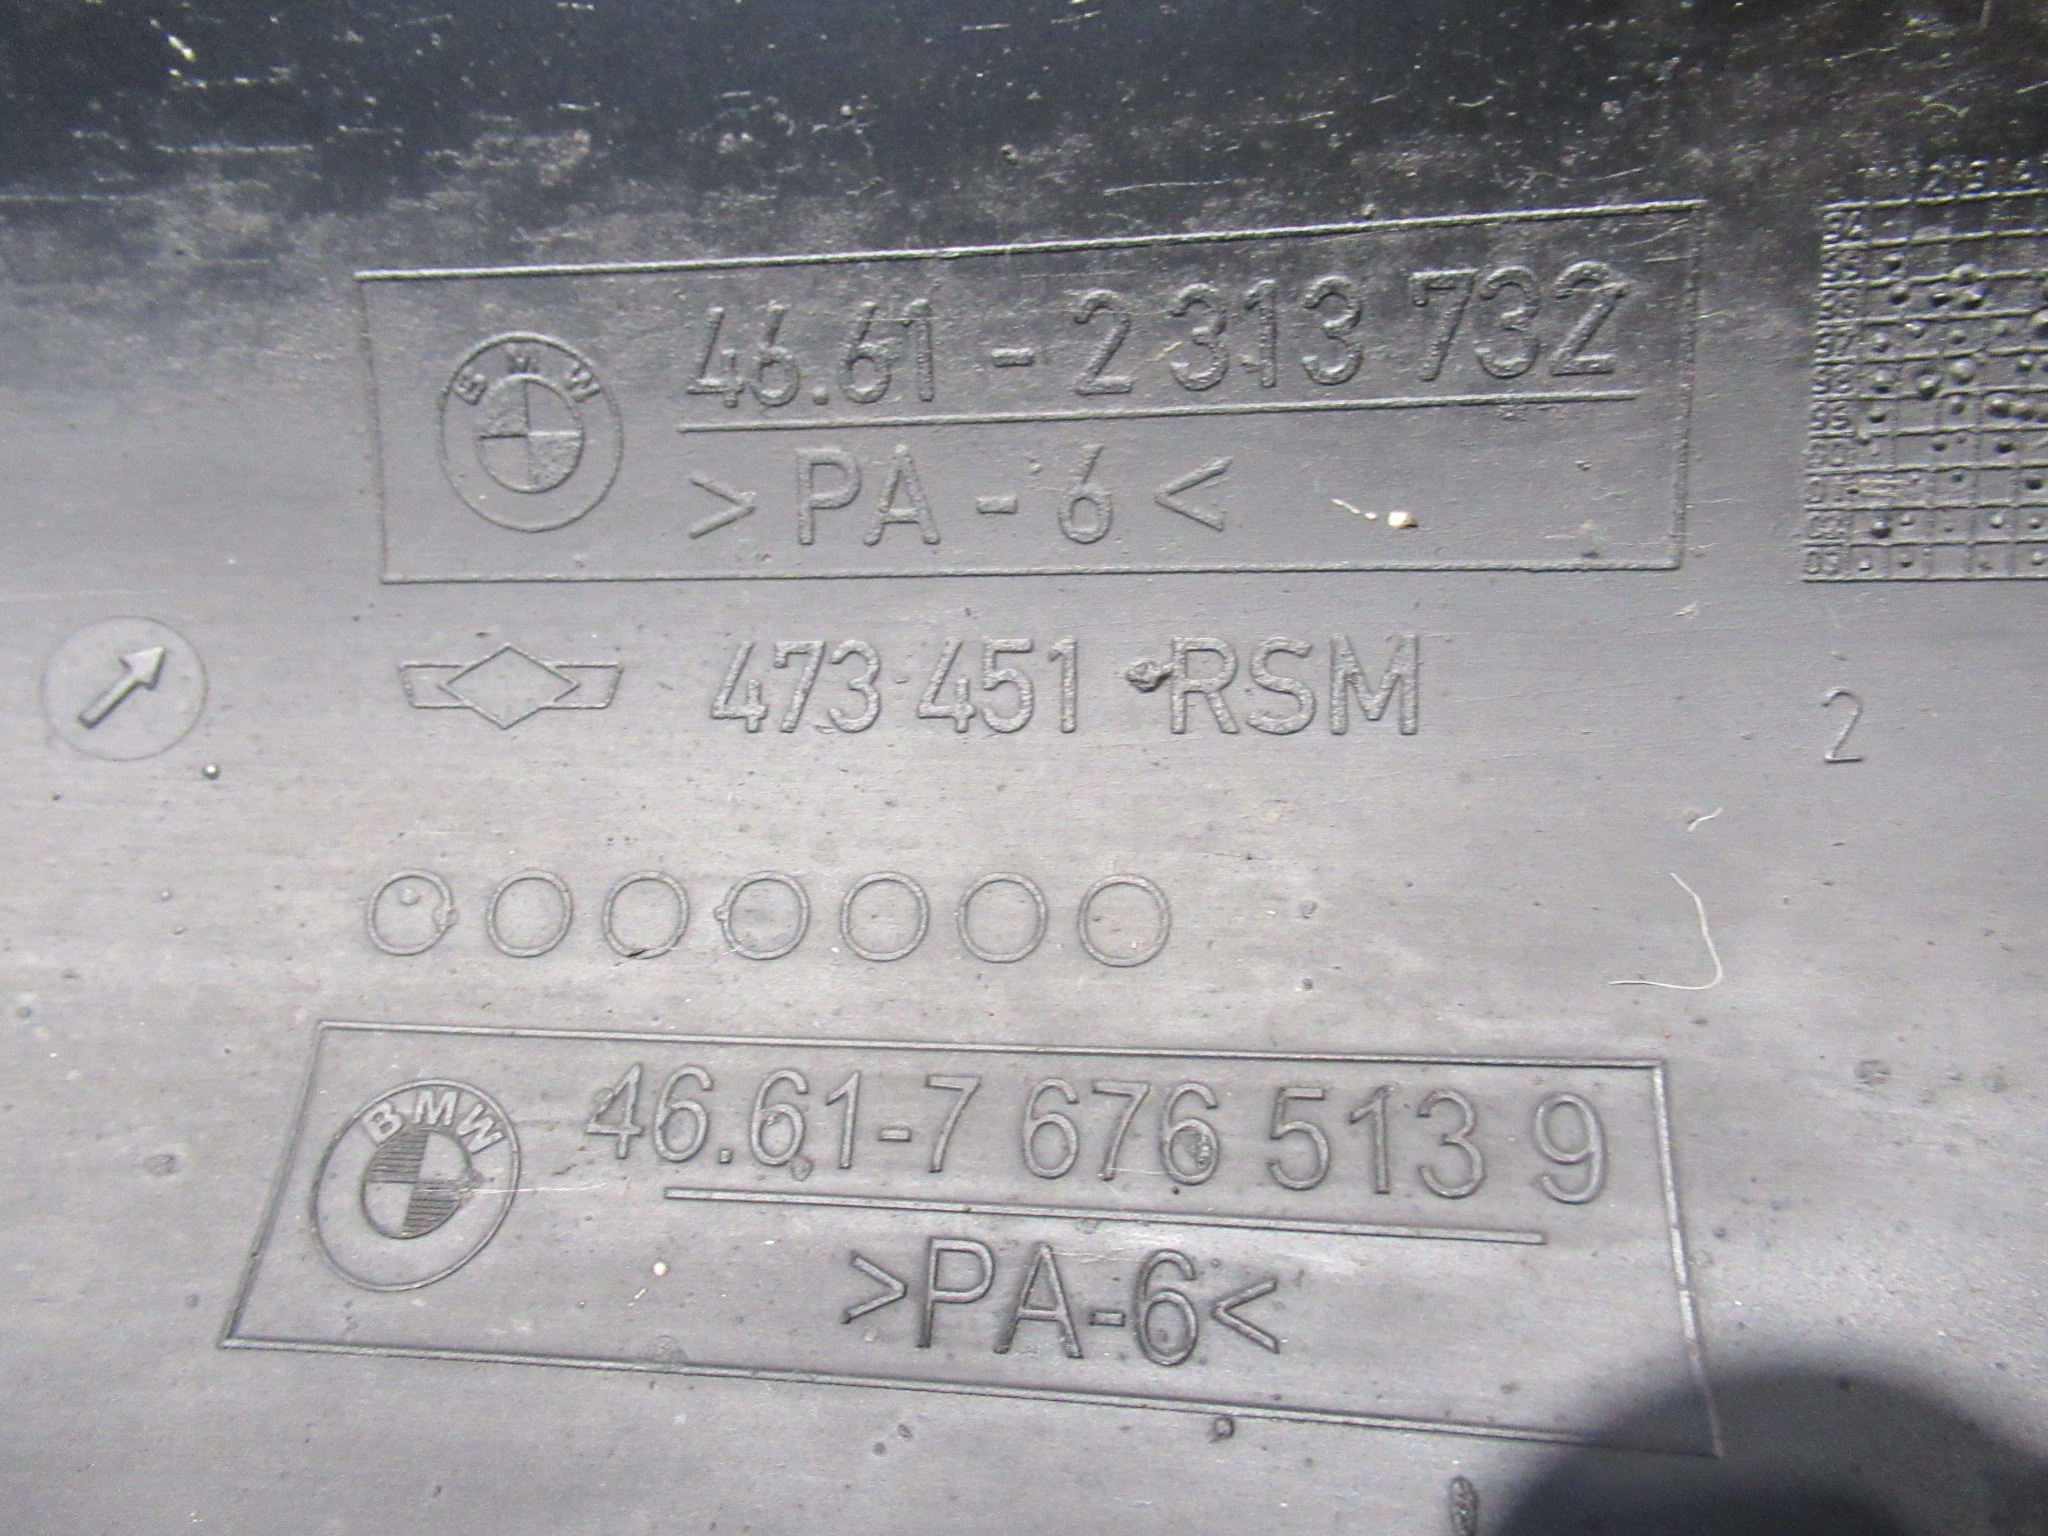 BMW
46.61 - 2 313 732
> PA - 6 <
473 451 RSM
2
BMW
46.61-7 676 513 9
>PA-6<